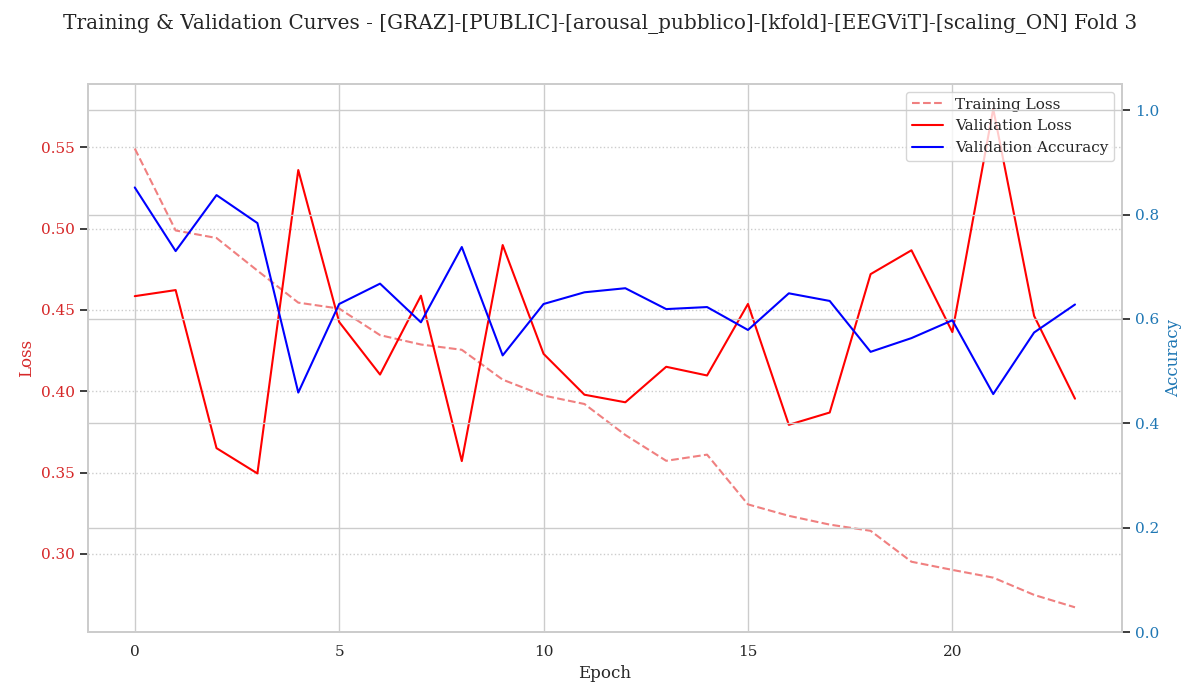 Training & Validation Curves - [GRAZ]-[PUBLIC]-[arousal_pubblico]-[kfold]-[EEGViT]-[scaling_ON] Fold 3
Training Loss
Validation Loss
Validation Accuracy
Loss
0.55
0.50
0.45
0.40
0.35
0.30
1.0
0.8
0.6
0.4
0.2
0.0
Accuracy
0
5
10
15
20
Epoch